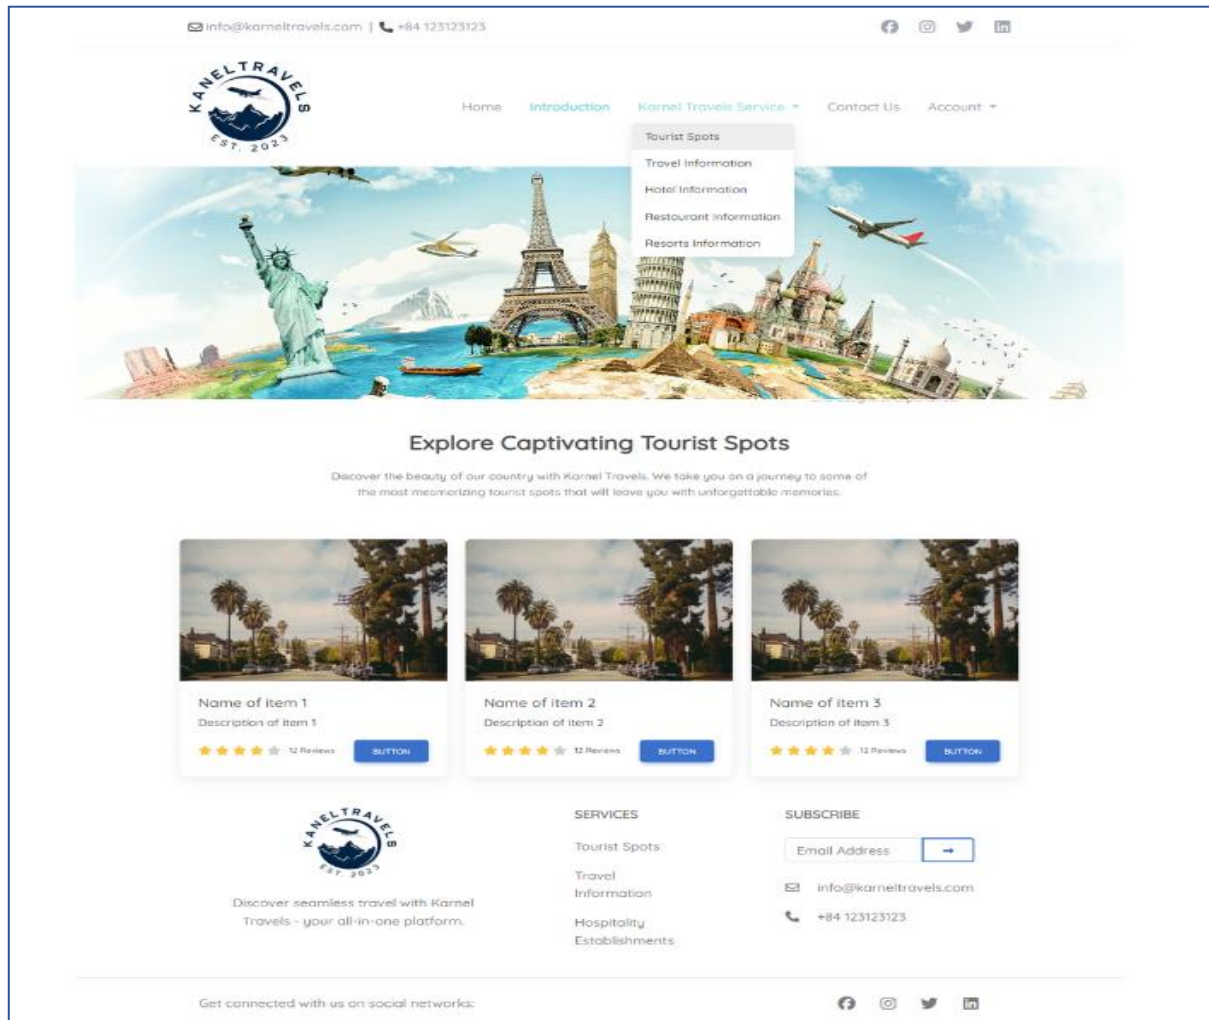 info@karneltravels.com | +84 123123123
KANELTRAVELS
EST. 2023
Home Introduction Karnel Travels Service Contact Us Account
Tourist Spots
Travel Information
Hotel Information
Restaurant Information
Resorts Information
Explore Captivating Tourist Spots
Discover the beauty of our country with Karnel Travels. We take you on a journey to some of
the most mesmerizing tourist spots that will leave you with unforgettable memories.
Name of item 1
Description of item 1
12 Reviews BUTTON
Name of item 2
Description of item 2
12 Reviews BUTTON
Name of item 3
Description of item 3
12 Reviews BUTTON
KANELTRAVELS
EST. 2023
Discover seamless travel with Karnel
Travels - your all-in-one platform.
SERVICES
Tourist Spots
Travel
Information
Hospitality
Establishments
SUBSCRIBE
Email Address
info@karneltravels.com
+84 123123123
Get connected with us on social networks: